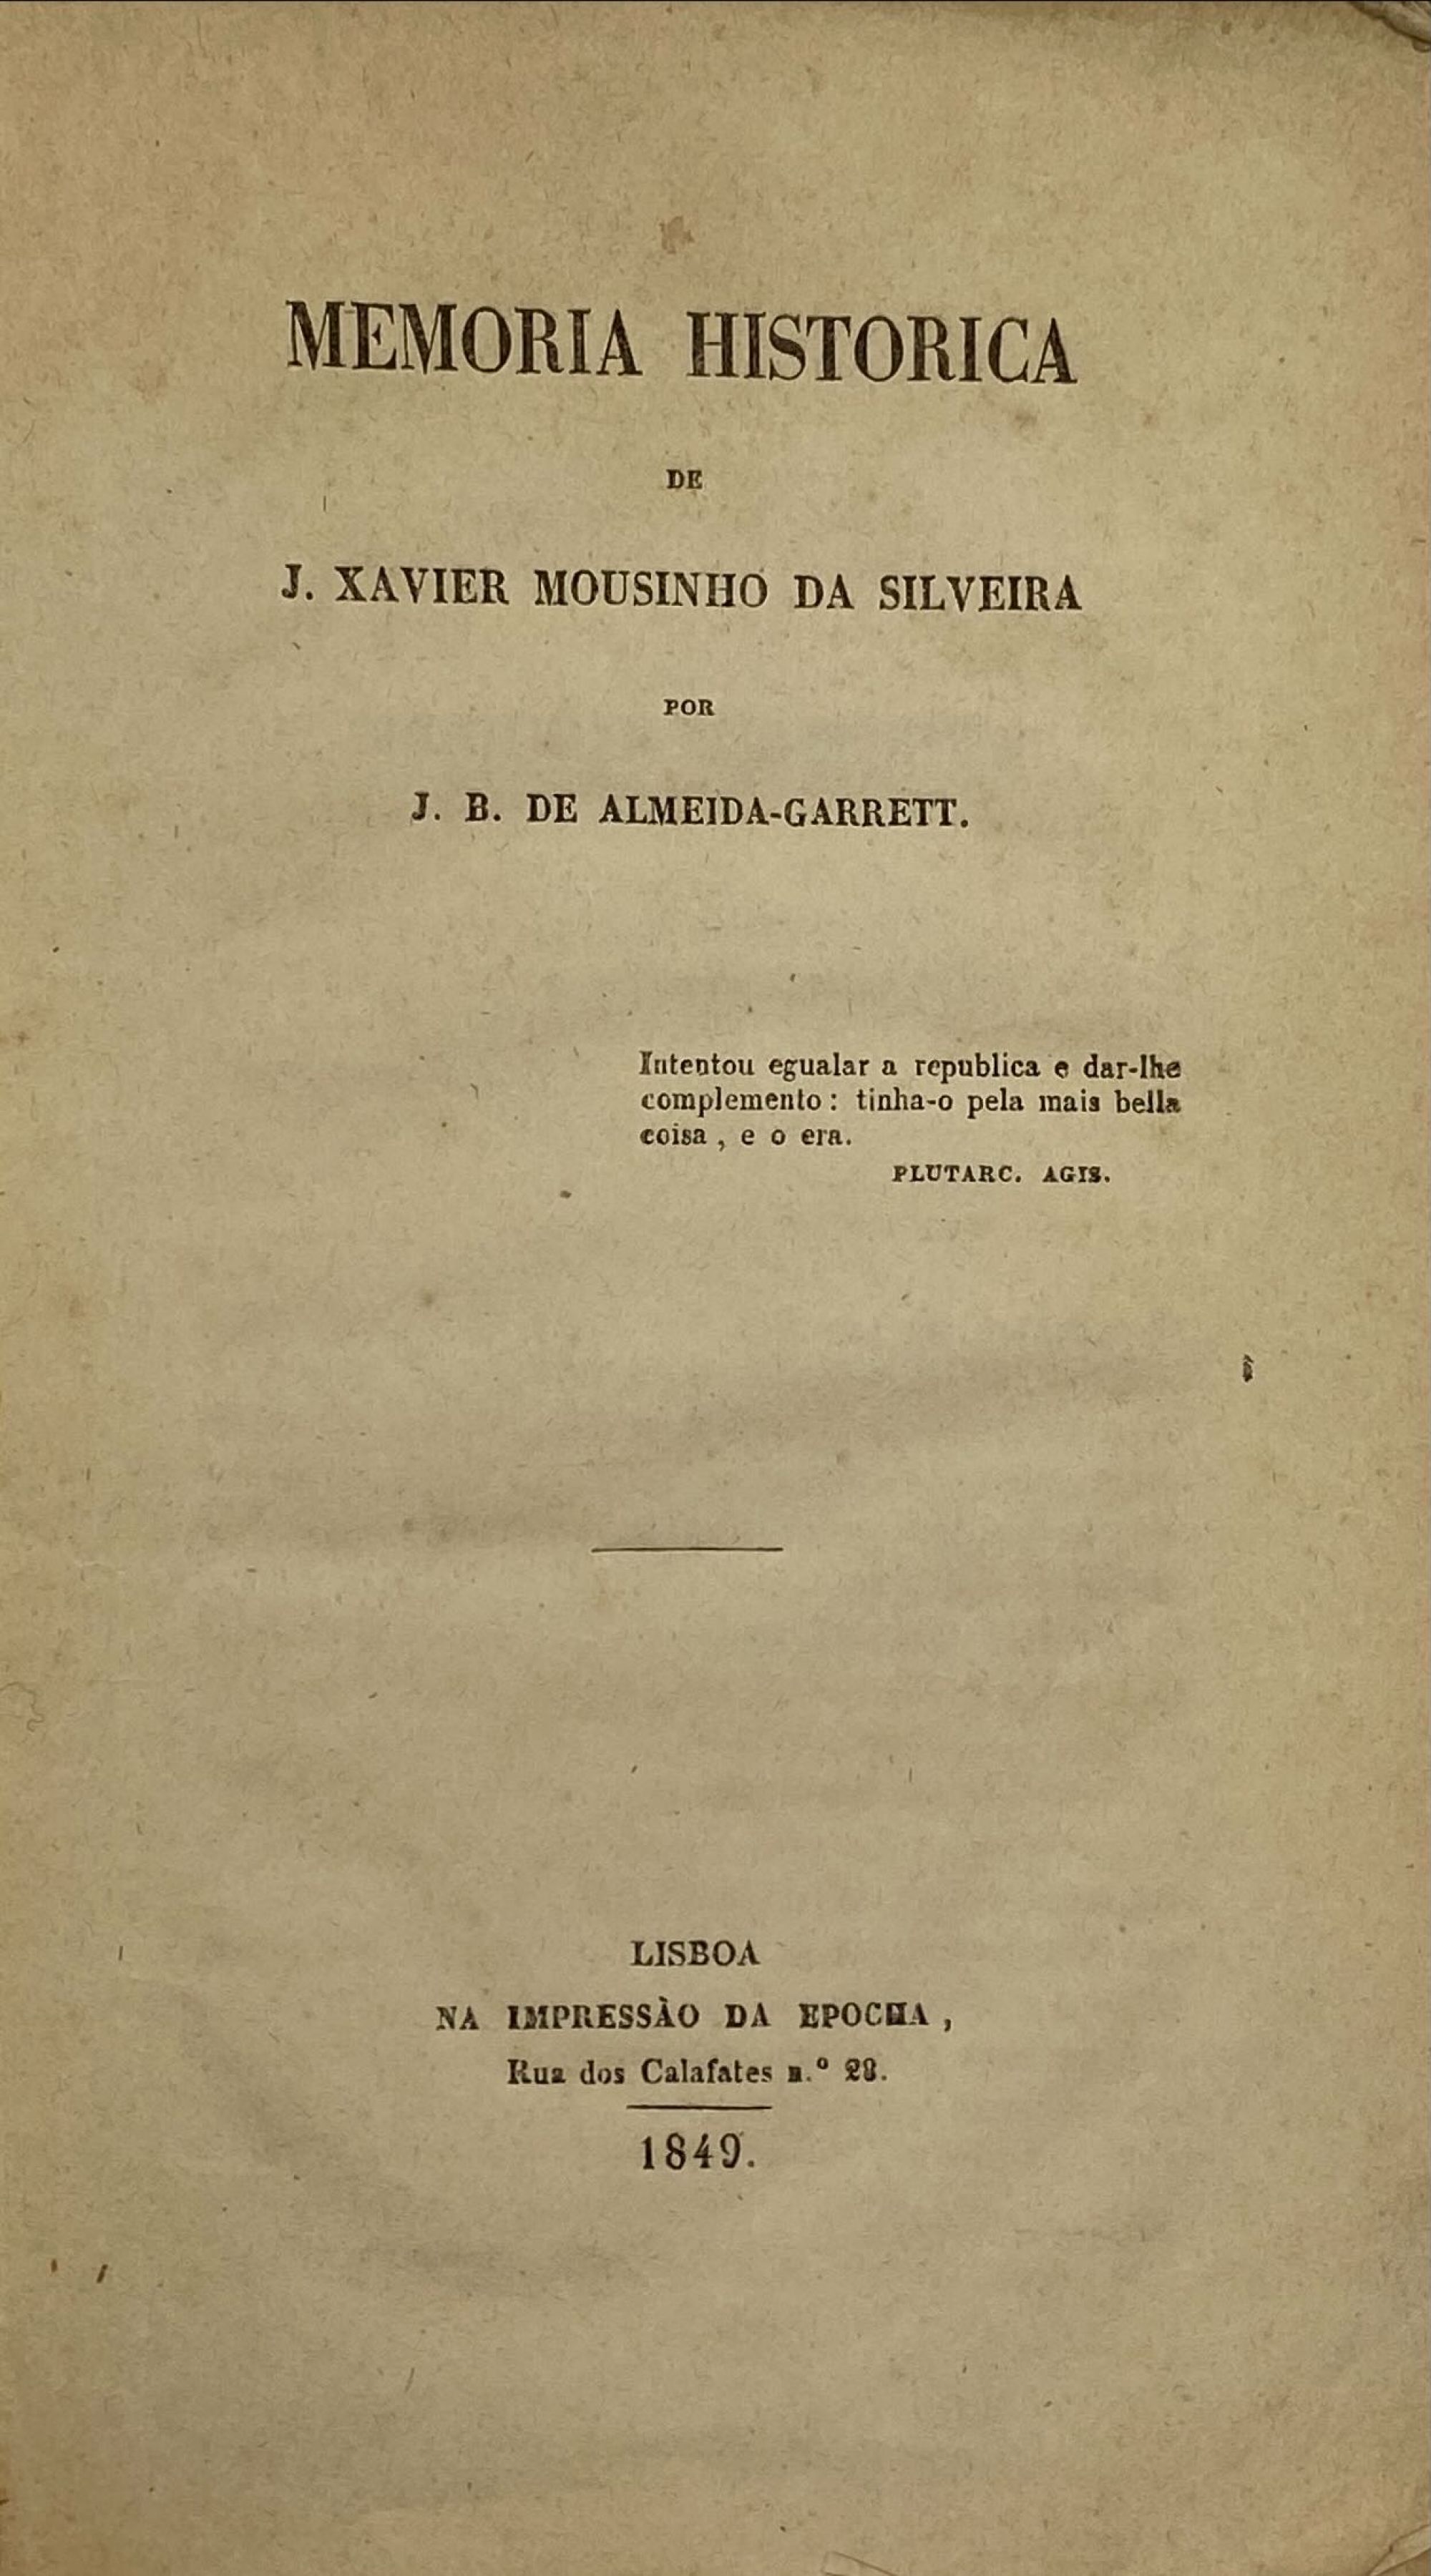 MEMORIA HISTORICA
DE
J. XAVIER MOUSINHO DA SILVEIRA
POR
J. B. DE ALMEIDA-GARRETT.
Intentou egualar a republica e dar-lhe
complemento : tinha-o pela mais bella
coisa , e o era.
PLUTARC. AGIS.
LISBOA
NA IMPRESSÀO DA EPOCHA ,
Rua dos Calafates n.º 28.
1849.